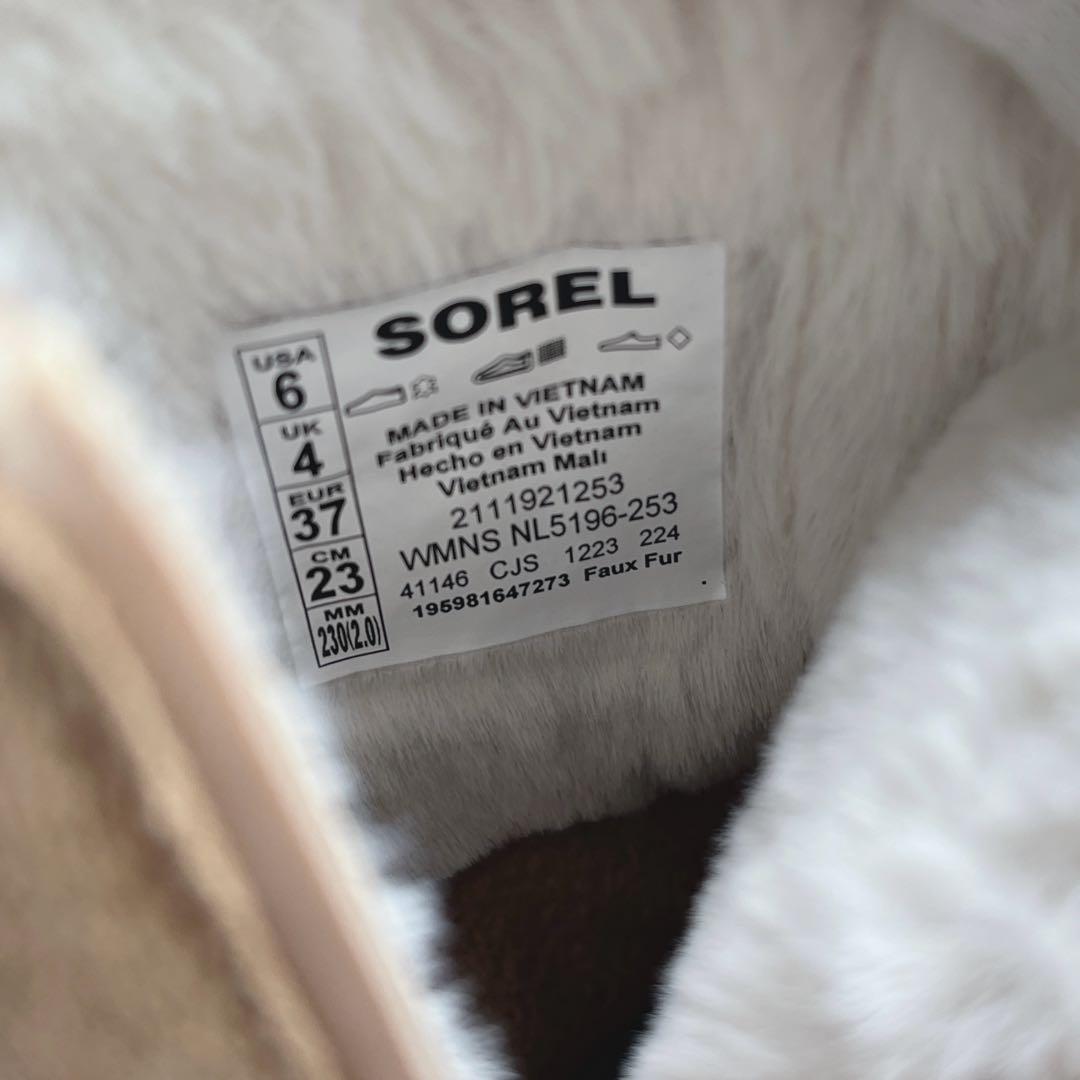 SOREL
USA
6
UK
4
EUR
37
CM
23
MM
230(2.0)
MADE IN VIETNAM
Fabriqué Au Vietnam
Hecho en Vietnam
Vietnam Malı
2111921253
WMNS NL5196-253
41146 CJS 1223 224
195981647273 Faux Fur .